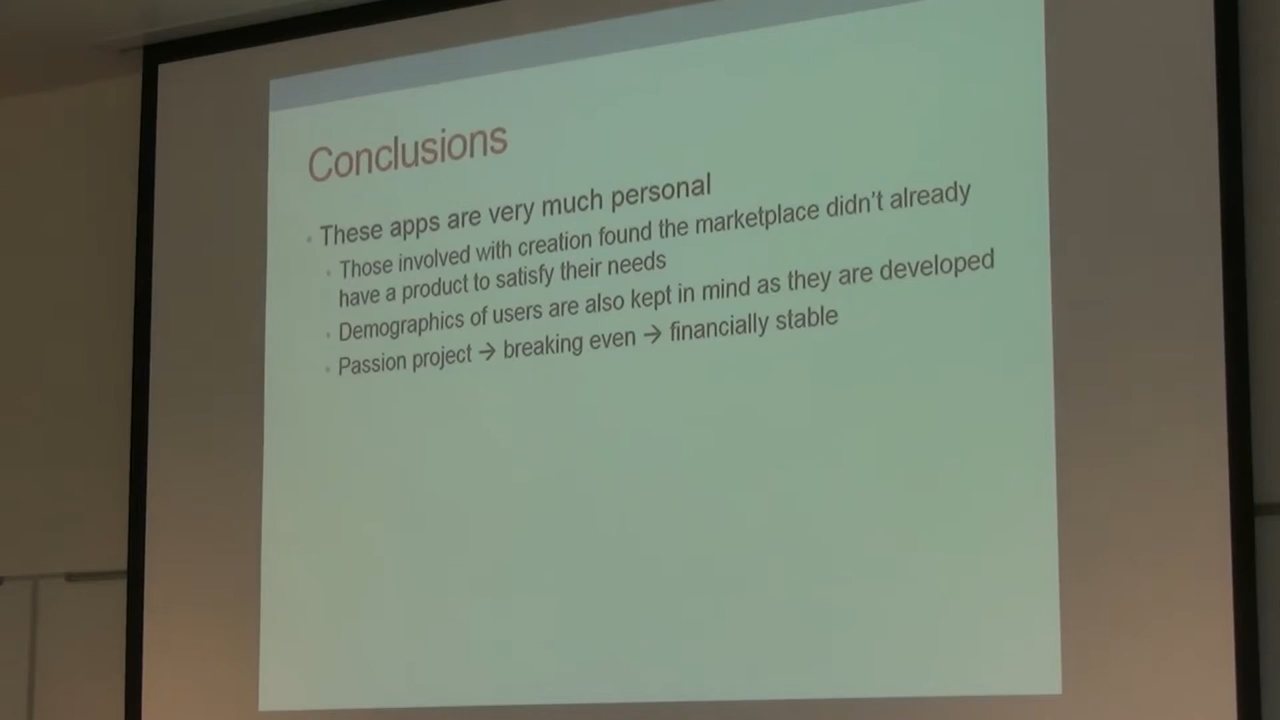 Conclusions
• These apps are very much personal
• Those involved with creation found the marketplace didn't already
have a product to satisfy their needs
• Demographics of users are also kept in mind as they are developed
• Passion project → breaking even → financially stable